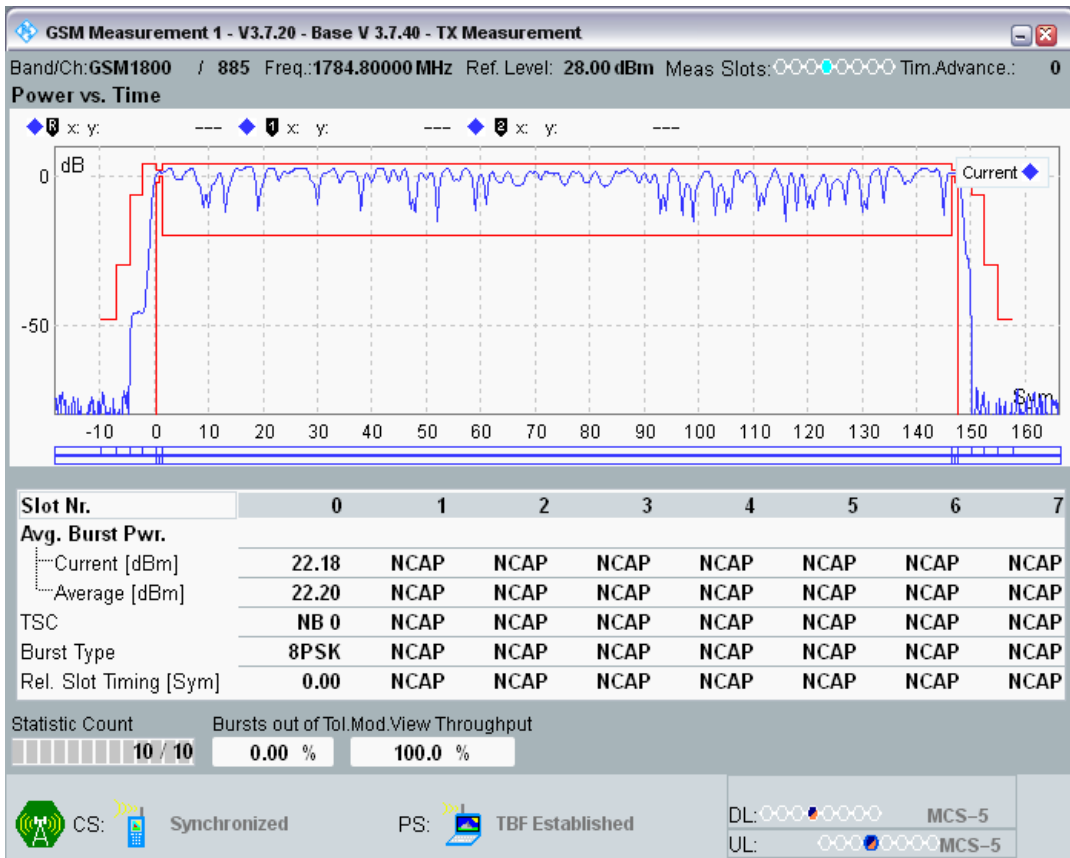 GSM Measurement 1 - V3.7.20 - Base V 3.7.40 - TX Measurement
Band/Ch:GSM1800 / 885 Freq.:1784.80000 MHz Ref. Level: 28.00 dBm Meas Slots: Tim.Advance.: 0
Power vs. Time
R x: y: --- 1 x: y: --- 2 x: y: ---
dB
Current
0
-50
Sym
-10 0 10 20 30 40 50 60 70 80 90 100 110 120 130 140 150 160
Slot Nr. 0 1 2 3 4 5 6 7
Avg. Burst Pwr.
Current [dBm] 22.18 NCAP NCAP NCAP NCAP NCAP NCAP NCAP
Average [dBm] 22.20 NCAP NCAP NCAP NCAP NCAP NCAP NCAP
TSC NB 0 NCAP NCAP NCAP NCAP NCAP NCAP NCAP
Burst Type 8PSK NCAP NCAP NCAP NCAP NCAP NCAP NCAP
Rel. Slot Timing [Sym] 0.00 NCAP NCAP NCAP NCAP NCAP NCAP NCAP
Statistic Count Bursts out of Tol.Mod.View Throughput
10 / 10 0.00 % 100.0 %
CS: Synchronized PS: TBF Established
DL: MCS-5
UL: MCS-5